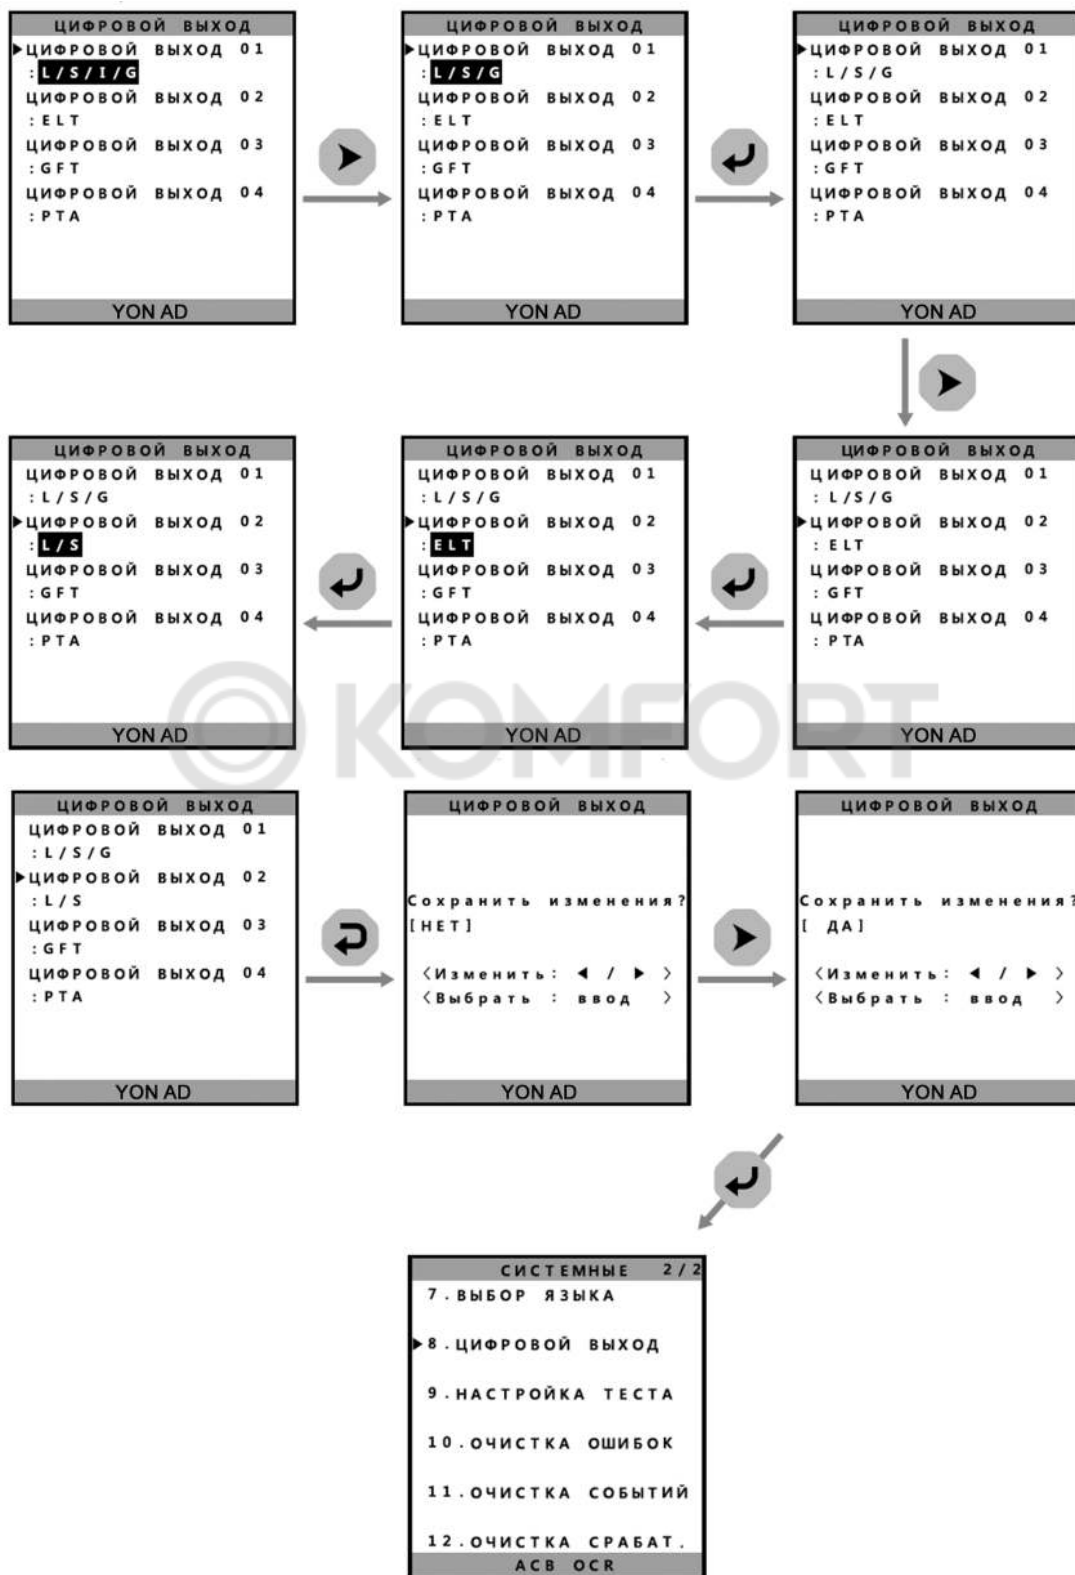 ЦИФРОВОЙ ВЫХОД
▶ЦИФРОВОЙ ВЫХОД 01
:L/S/I/G
ЦИФРОВОЙ ВЫХОД 02
:ELT
ЦИФРОВОЙ ВЫХОД 03
:GFT
ЦИФРОВОЙ ВЫХОД 04
:PTA
YON AD
ЦИФРОВОЙ ВЫХОД
▶ЦИФРОВОЙ ВЫХОД 01
:L/S/G
ЦИФРОВОЙ ВЫХОД 02
:ELT
ЦИФРОВОЙ ВЫХОД 03
:GFT
ЦИФРОВОЙ ВЫХОД 04
:PTA
YON AD
ЦИФРОВОЙ ВЫХОД
▶ЦИФРОВОЙ ВЫХОД 01
:L/S/G
ЦИФРОВОЙ ВЫХОД 02
:ELT
ЦИФРОВОЙ ВЫХОД 03
:GFT
ЦИФРОВОЙ ВЫХОД 04
:PTA
YON AD
ЦИФРОВОЙ ВЫХОД
ЦИФРОВОЙ ВЫХОД 01
:L/S/G
▶ЦИФРОВОЙ ВЫХОД 02
:L/S
ЦИФРОВОЙ ВЫХОД 03
:GFT
ЦИФРОВОЙ ВЫХОД 04
:PTA
YON AD
ЦИФРОВОЙ ВЫХОД
ЦИФРОВОЙ ВЫХОД 01
:L/S/G
▶ЦИФРОВОЙ ВЫХОД 02
:ELT
ЦИФРОВОЙ ВЫХОД 03
:GFT
ЦИФРОВОЙ ВЫХОД 04
:PTA
YON AD
ЦИФРОВОЙ ВЫХОД
ЦИФРОВОЙ ВЫХОД 01
:L/S/G
▶ЦИФРОВОЙ ВЫХОД 02
:ELT
ЦИФРОВОЙ ВЫХОД 03
:GFT
ЦИФРОВОЙ ВЫХОД 04
:PTA
YON AD
KOMFORT
ЦИФРОВОЙ ВЫХОД
ЦИФРОВОЙ ВЫХОД 01
:L/S/G
▶ЦИФРОВОЙ ВЫХОД 02
:L/S
ЦИФРОВОЙ ВЫХОД 03
:GFT
ЦИФРОВОЙ ВЫХОД 04
:PTA
YON AD
ЦИФРОВОЙ ВЫХОД
Сохранить изменения?
[НЕТ]
<Изменить: ◀ / ▶ >
<Выбрать : ввод >
YON AD
ЦИФРОВОЙ ВЫХОД
Сохранить изменения?
[ ДА]
<Изменить: ◀ / ▶ >
<Выбрать : ввод >
YON AD
СИСТЕМНЫЕ 2/2
7.ВЫБОР ЯЗЫКА
▶8.ЦИФРОВОЙ ВЫХОД
9.НАСТРОЙКА ТЕСТА
10.ОЧИСТКА ОШИБОК
11.ОЧИСТКА СОБЫТИЙ
12.ОЧИСТКА СРАБАТ.
ACB OCR